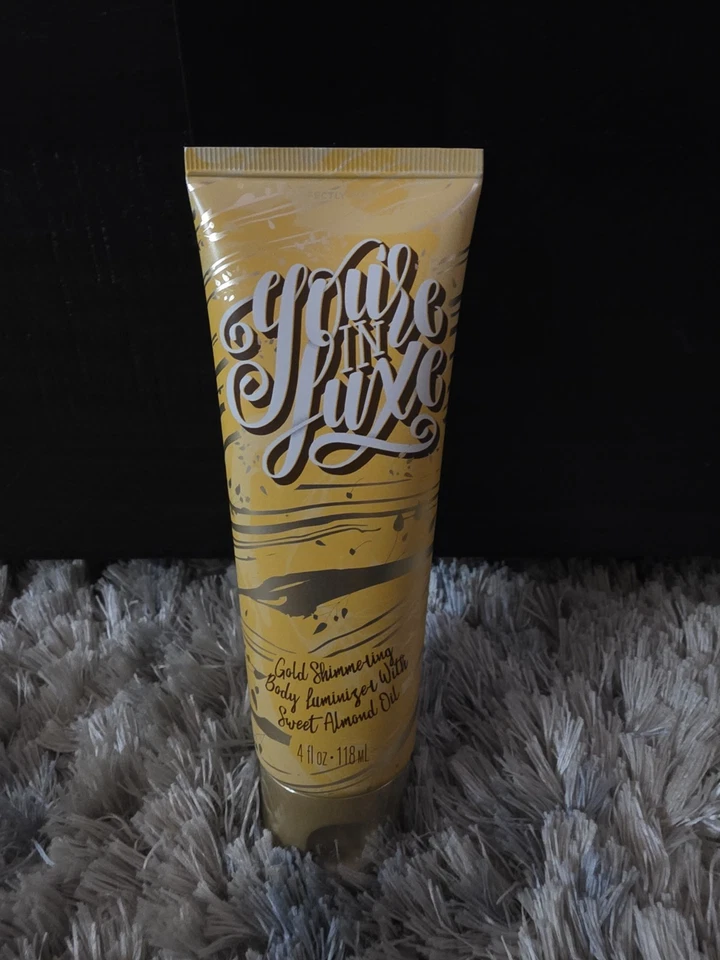 You're
IN
Luxe
Gold Shimmering
Body Luminizer With
Sweet Almond Oil
4 fl oz • 118 mL